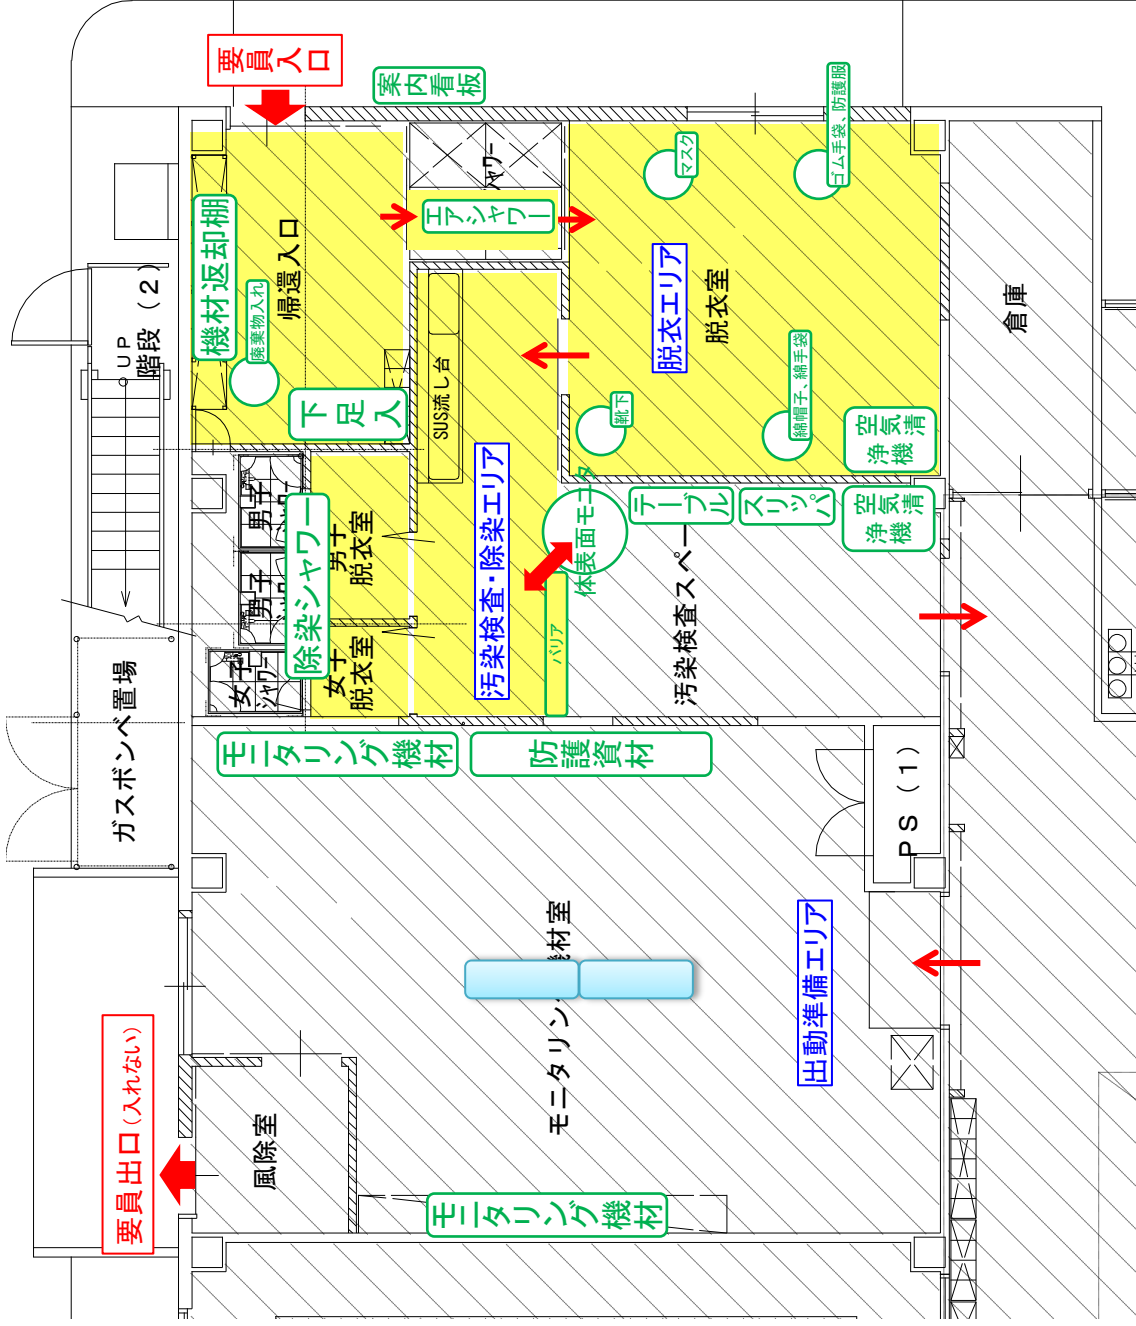 要員
入口
案内
看板
ゴム手袋、防護服
マスク
シャワー
エアシャワー
機材返却棚
帰還入口
廃棄物入れ
UP
階段（２）
脱衣エリア
脱衣室
倉庫
下足
入
SUS流し台
靴下
綿帽子、綿手袋
空気清
浄機
男子
男子
女子
シャワー
除染シャワー
男子
脱衣室
女子
脱衣室
汚染検査・除染エリア
体表面モニタ
バリア
テーブル
スリッパ
空気清
浄機
汚染検査スペー
ガスボンベ置場
モニタリング機材
防護
資材
PS（１）
機材室
モニタリン
出動準備エリア
要員出口(入れない)
風除室
モニタリング機材